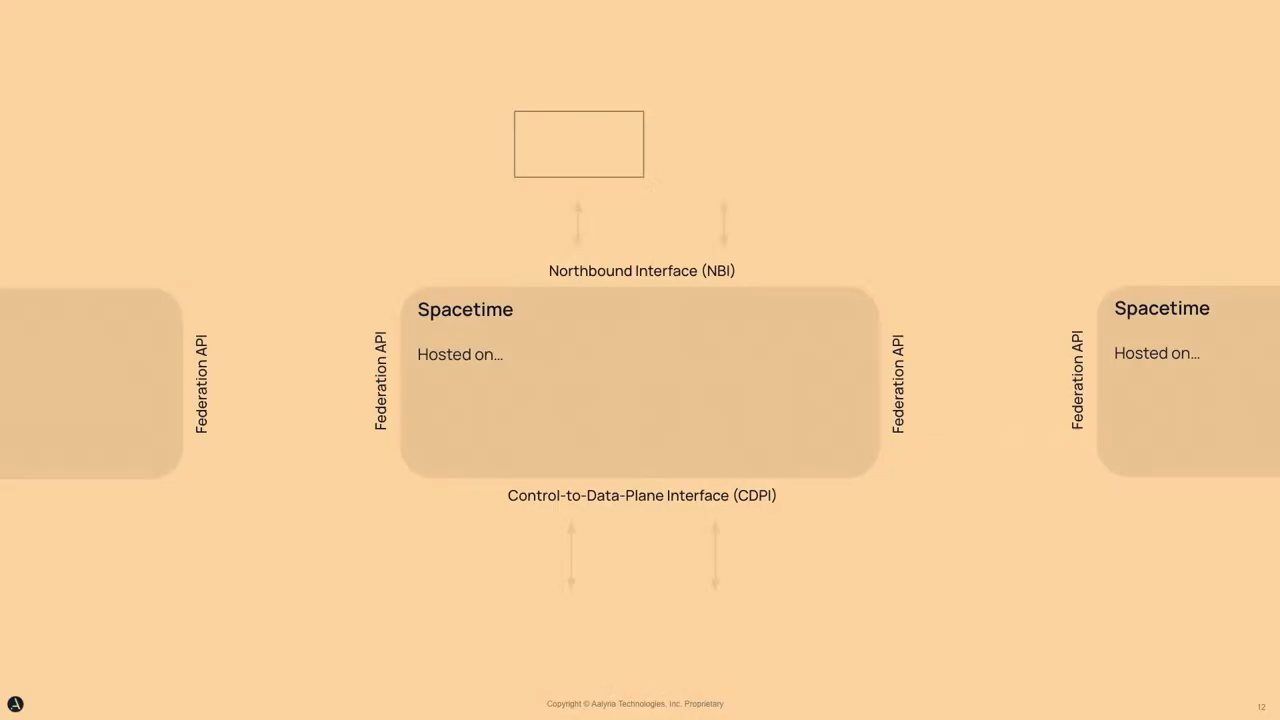 Northbound Interface (NBI)
Spacetime
Hosted on...
Federation API
Federation API
Federation API
Federation API
Spacetime
Hosted on...
Control-to-Data-Plane Interface (CDPI)
Copyright © Aalyria Technologies, Inc. Proprietary
12